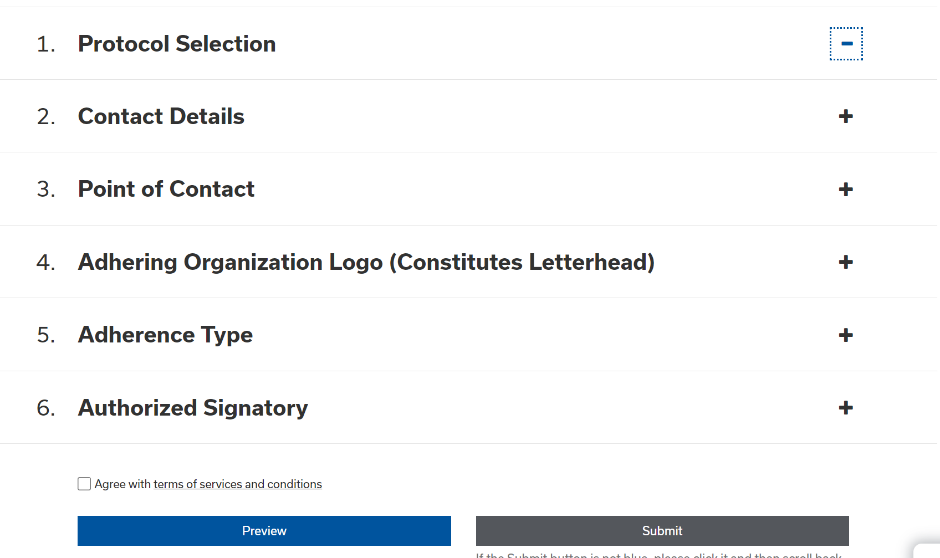 1. Protocol Selection
2. Contact Details
3. Point of Contact
4. Adhering Organization Logo (Constitutes Letterhead)
5. Adherence Type
6. Authorized Signatory
Agree with terms of services and conditions
Preview
Submit
If the Submit button is not blue, please click it and then scroll back